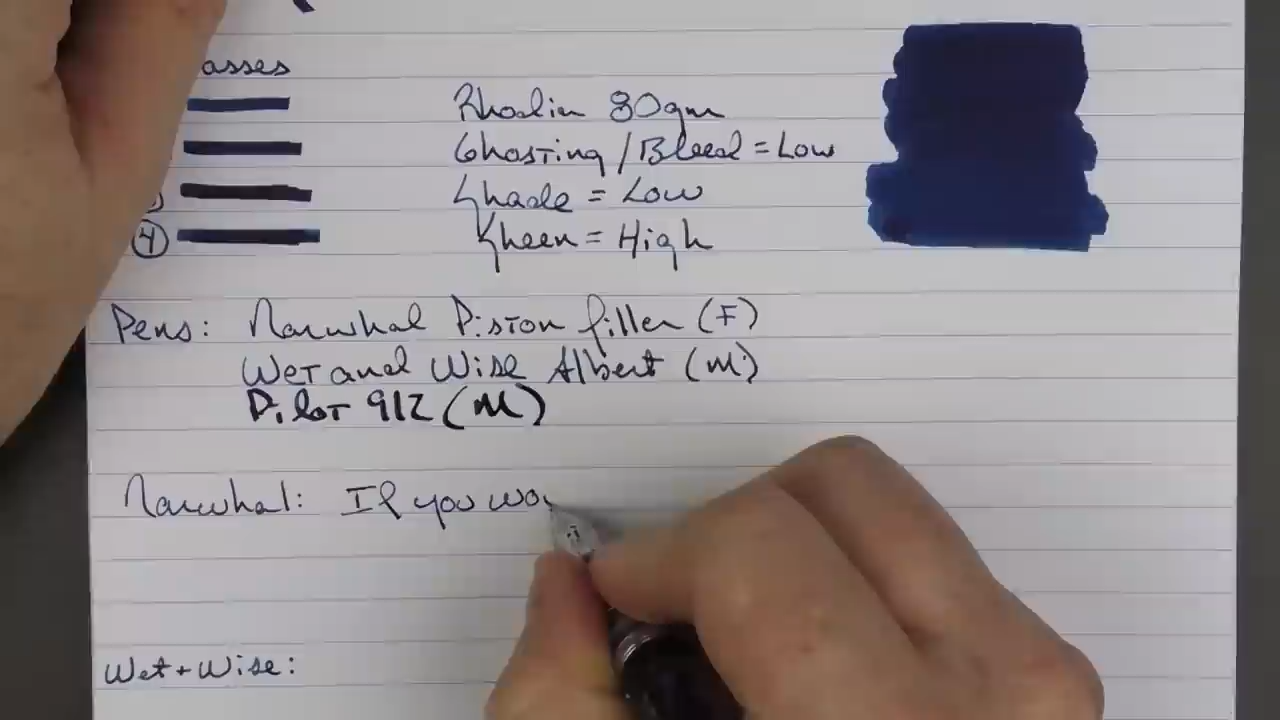 asses
Rhodia 80gm
Ghosting / Bleed = Low
Shade = Low
④
Sheen = High
Pens: Narwhal Piston filler (F)
Wet and Wise Albert (M)
Pilot 912 (M)
Narwhal: If you wo
Wet + Wise: